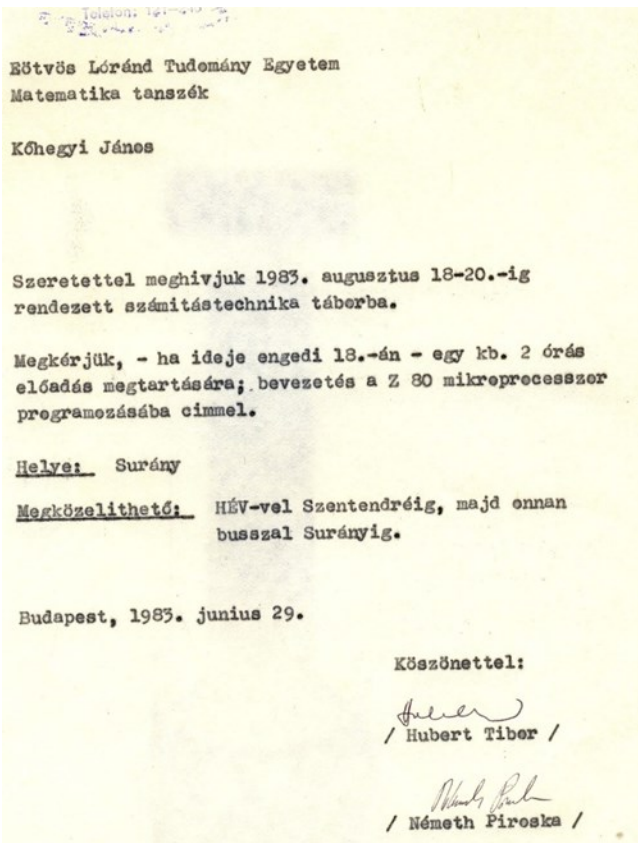 Telefon:
Eötvös Lóránd Tudomány Egyetem
Matematika tanszék
Kőhegyi János
Szeretettel meghivjuk 1983. augusztus 18-20.-ig
rendezett számitástechnika táborba.
Megkérjük, - ha ideje engedi 18.-án - egy kb. 2 órás
előadás megtartására; bevezetés a Z 80 mikroprocesszor
programozásába cimmel.
Helye: Surány
Megközelithető: HÉV-vel Szentendréig, majd onnan
busszal Surányig.
Budapest, 1983. junius 29.
Köszönettel:
/ Hubert Tibor /
/ Németh Piroska /